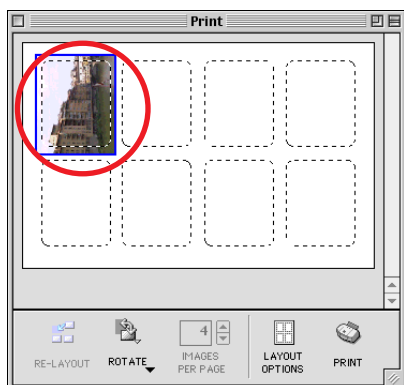 Print
RE-LAYOUT
ROTATE
4
IMAGES
PER PAGE
LAYOUT
OPTIONS
PRINT